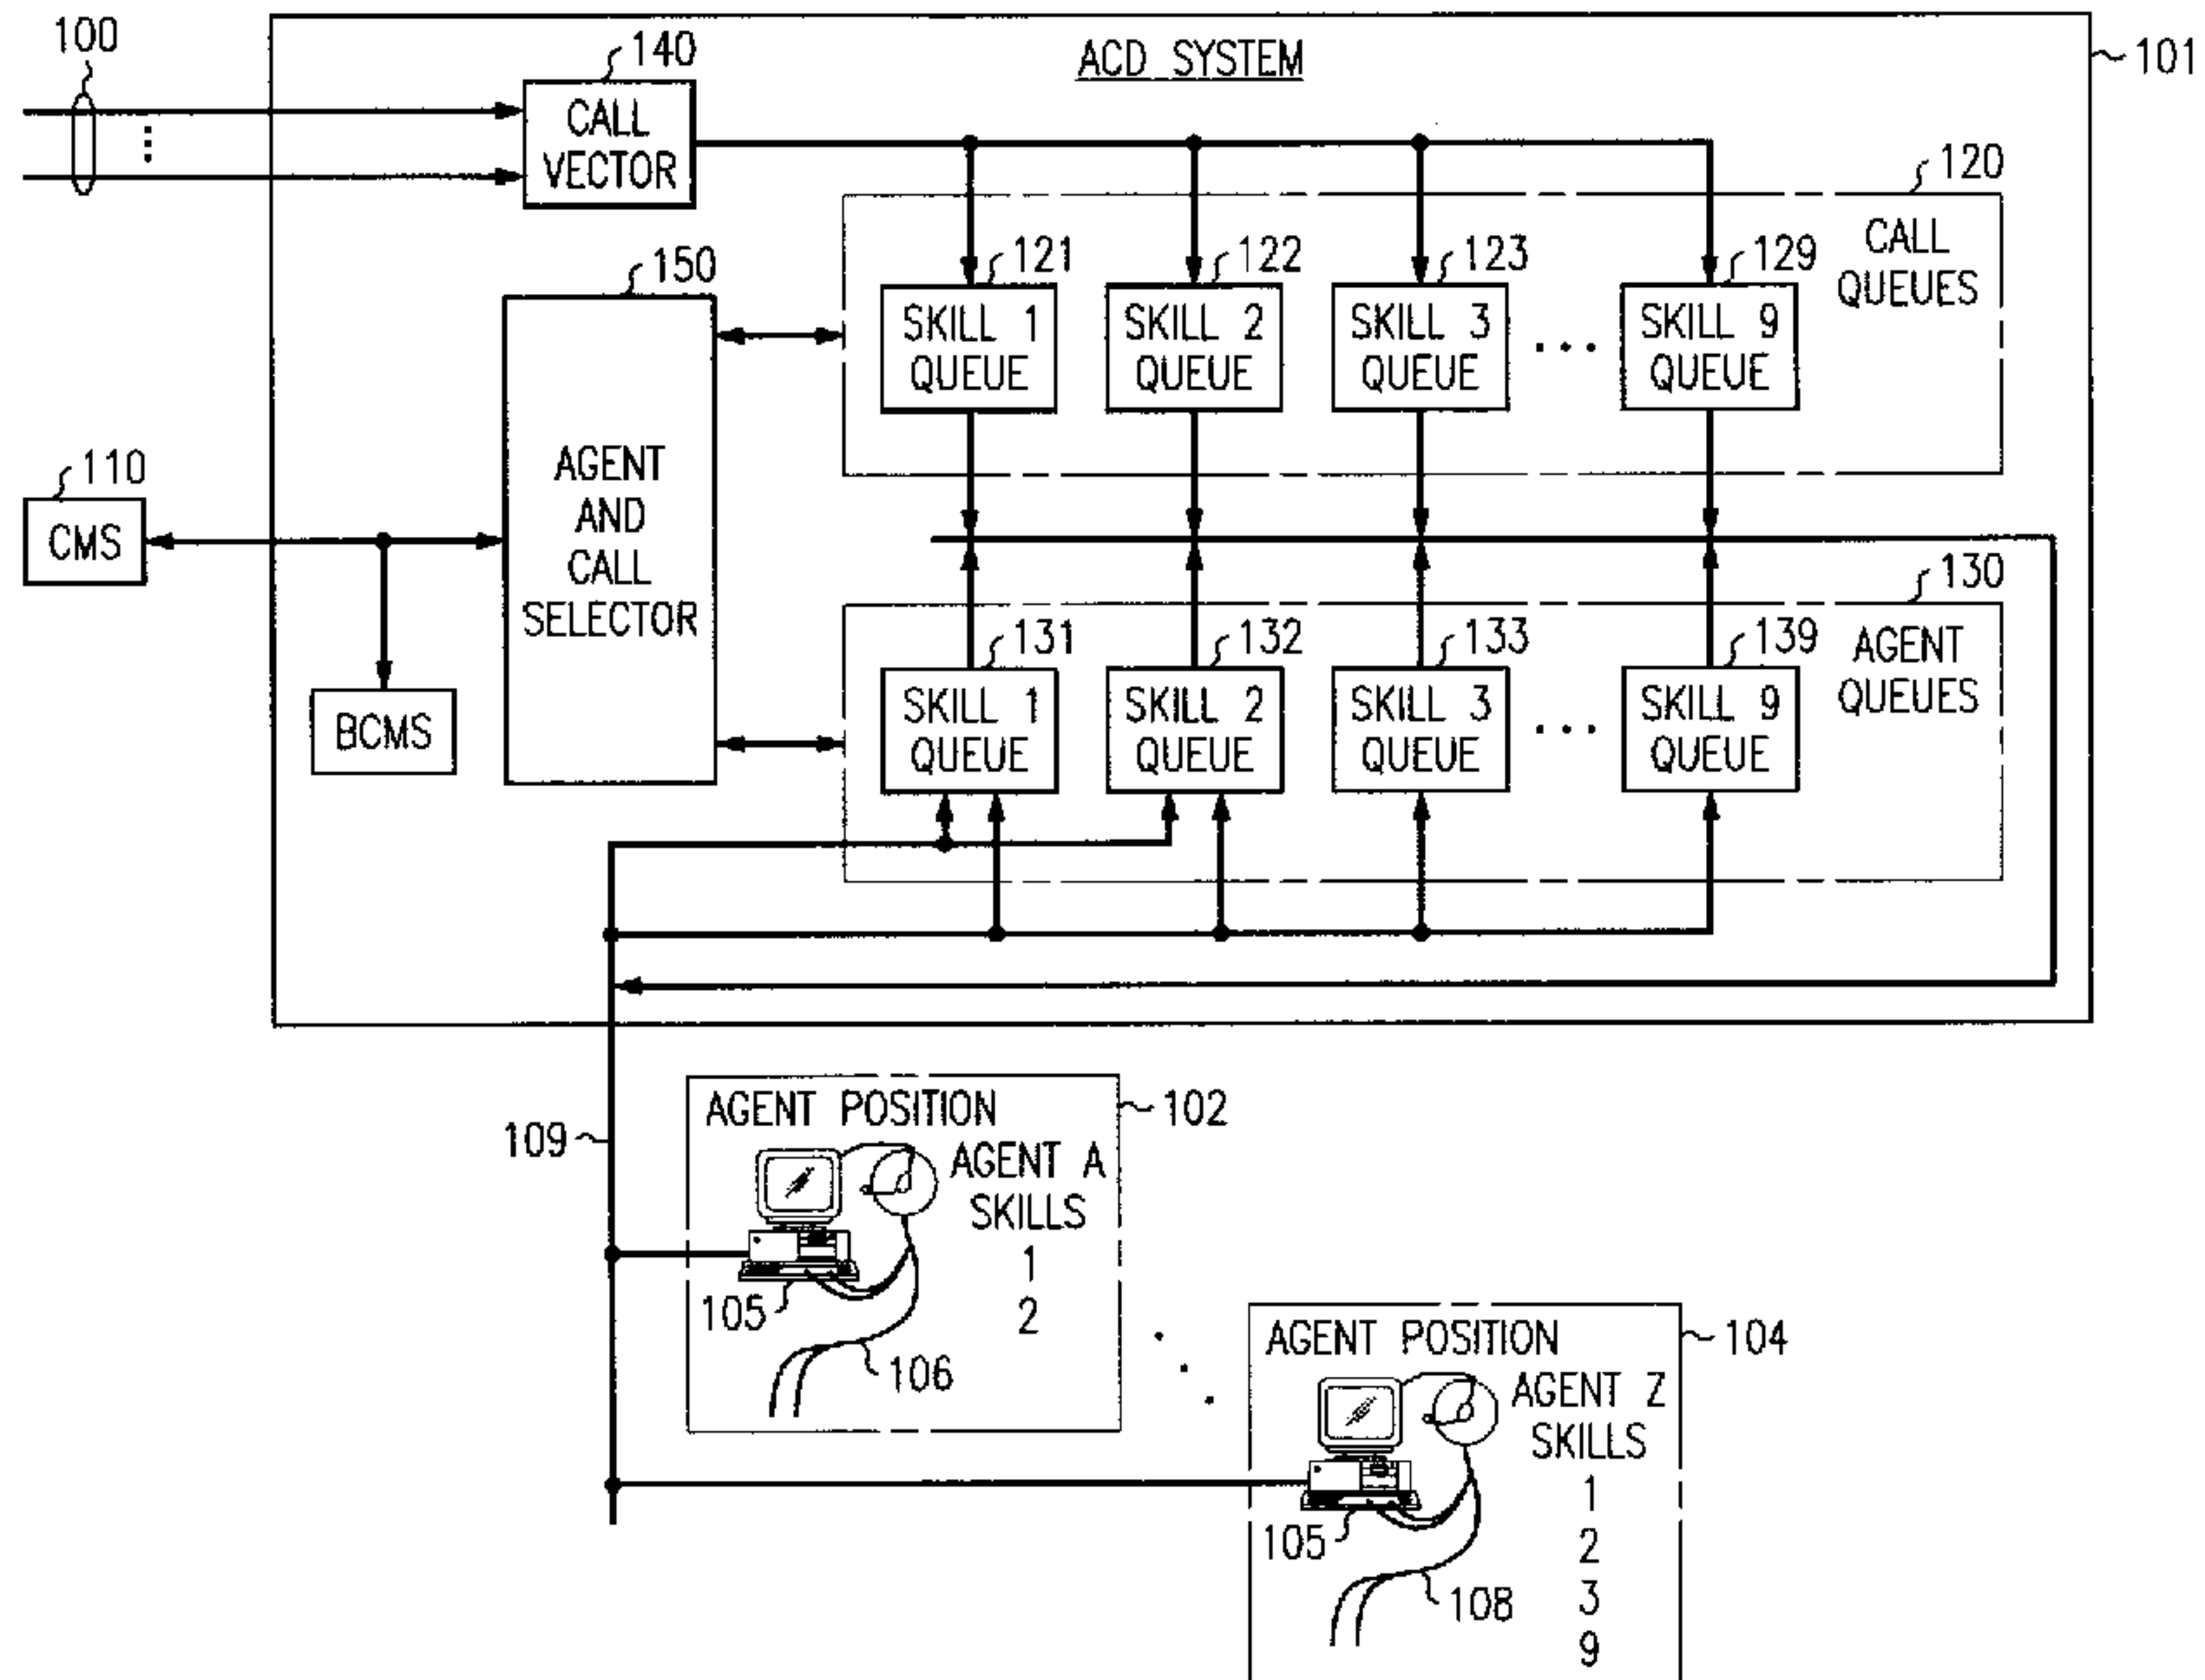 100
140
ACD SYSTEM
101
CALL
VECTOR
120
CALL
QUEUES
150
121
122
123
129
SKILL 1
QUEUE
SKILL 2
QUEUE
SKILL 3
QUEUE
SKILL 9
QUEUE
AGENT
AND
CALL
SELECTOR
110
CMS
BCMS
130
AGENT
QUEUES
131
132
133
139
SKILL 1
QUEUE
SKILL 2
QUEUE
SKILL 3
QUEUE
SKILL 9
QUEUE
109
AGENT POSITION
102
AGENT A
SKILLS
1
2
105
106
AGENT POSITION
104
AGENT Z
SKILLS
1
2
3
9
105
108